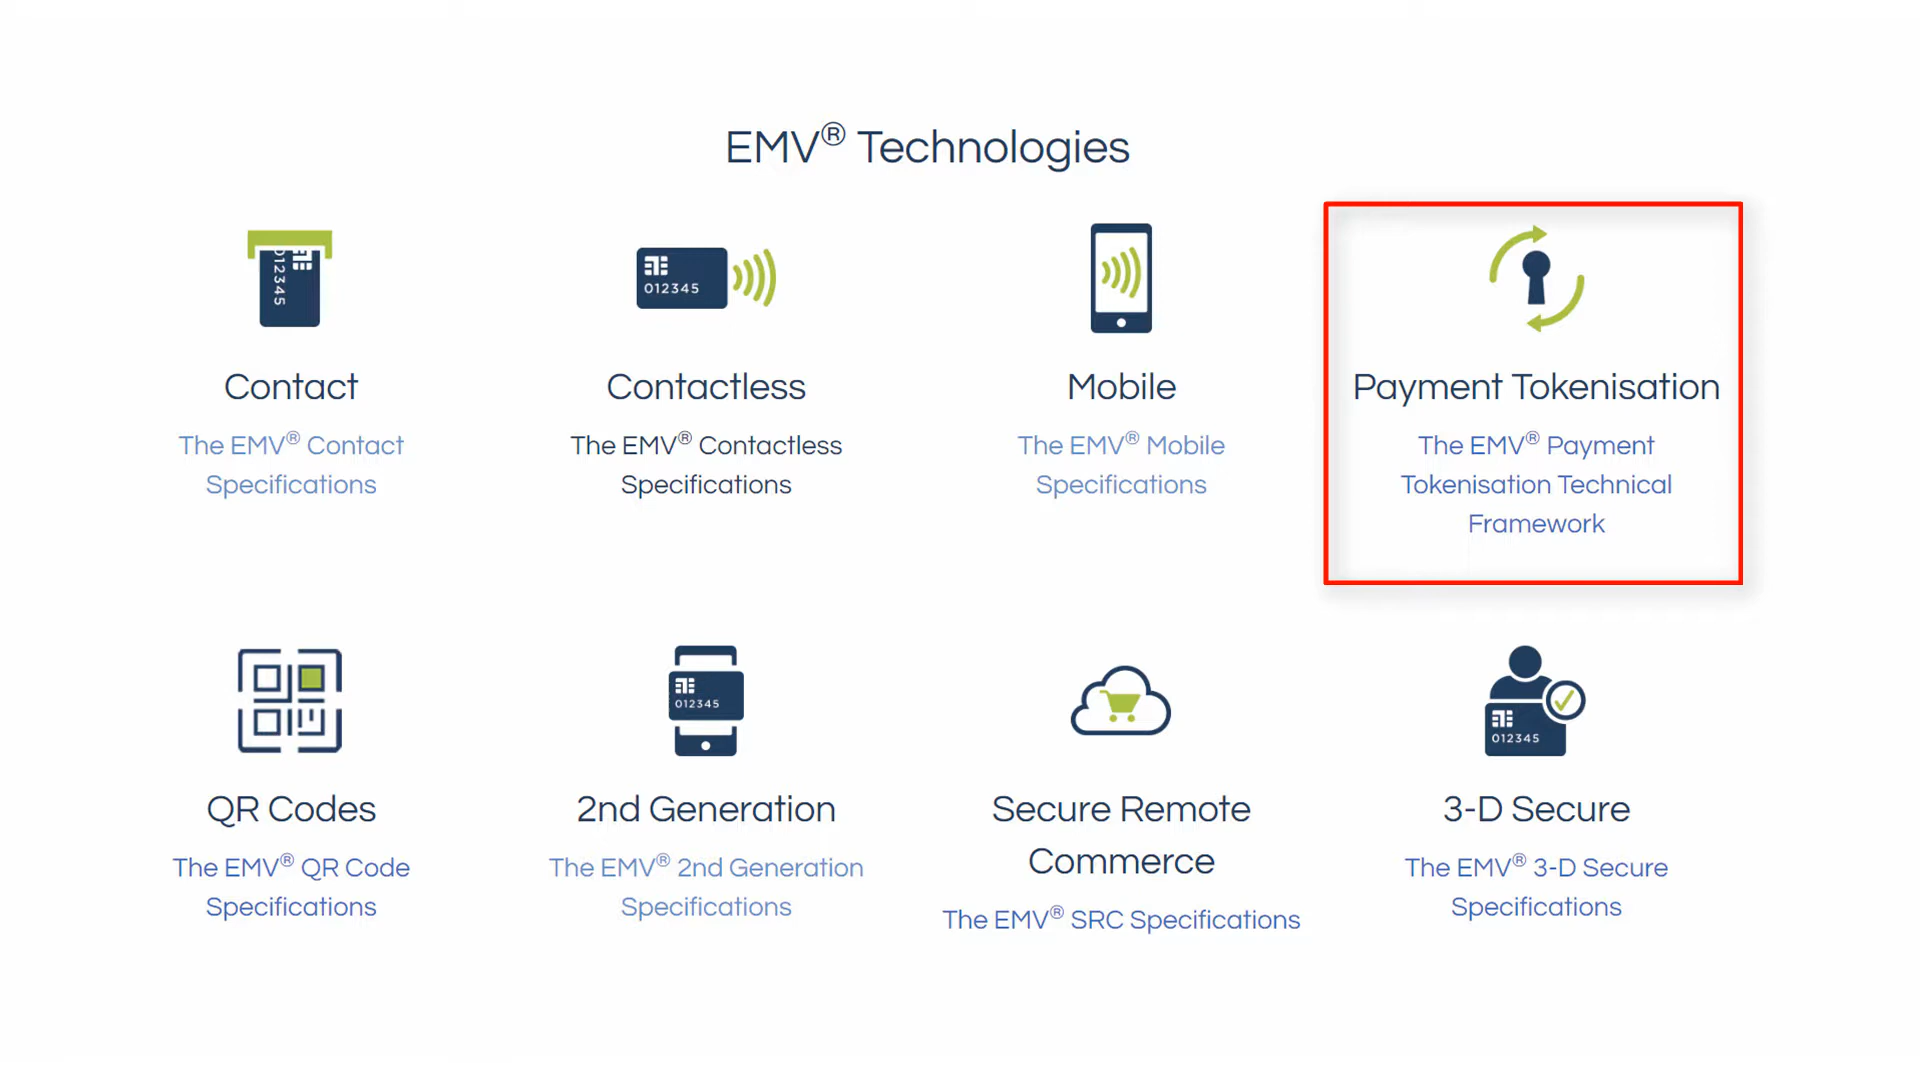 EMV® Technologies
012345
012345
Contact
Contactless
Mobile
Payment Tokenisation
The EMV® Contact
Specifications
The EMV® Contactless
Specifications
The EMV® Mobile
Specifications
The EMV® Payment
Tokenisation Technical
Framework
012345
012345
QR Codes
2nd Generation
Secure Remote
Commerce
3-D Secure
The EMV® QR Code
Specifications
The EMV® 2nd Generation
Specifications
The EMV® SRC Specifications
The EMV® 3-D Secure
Specifications